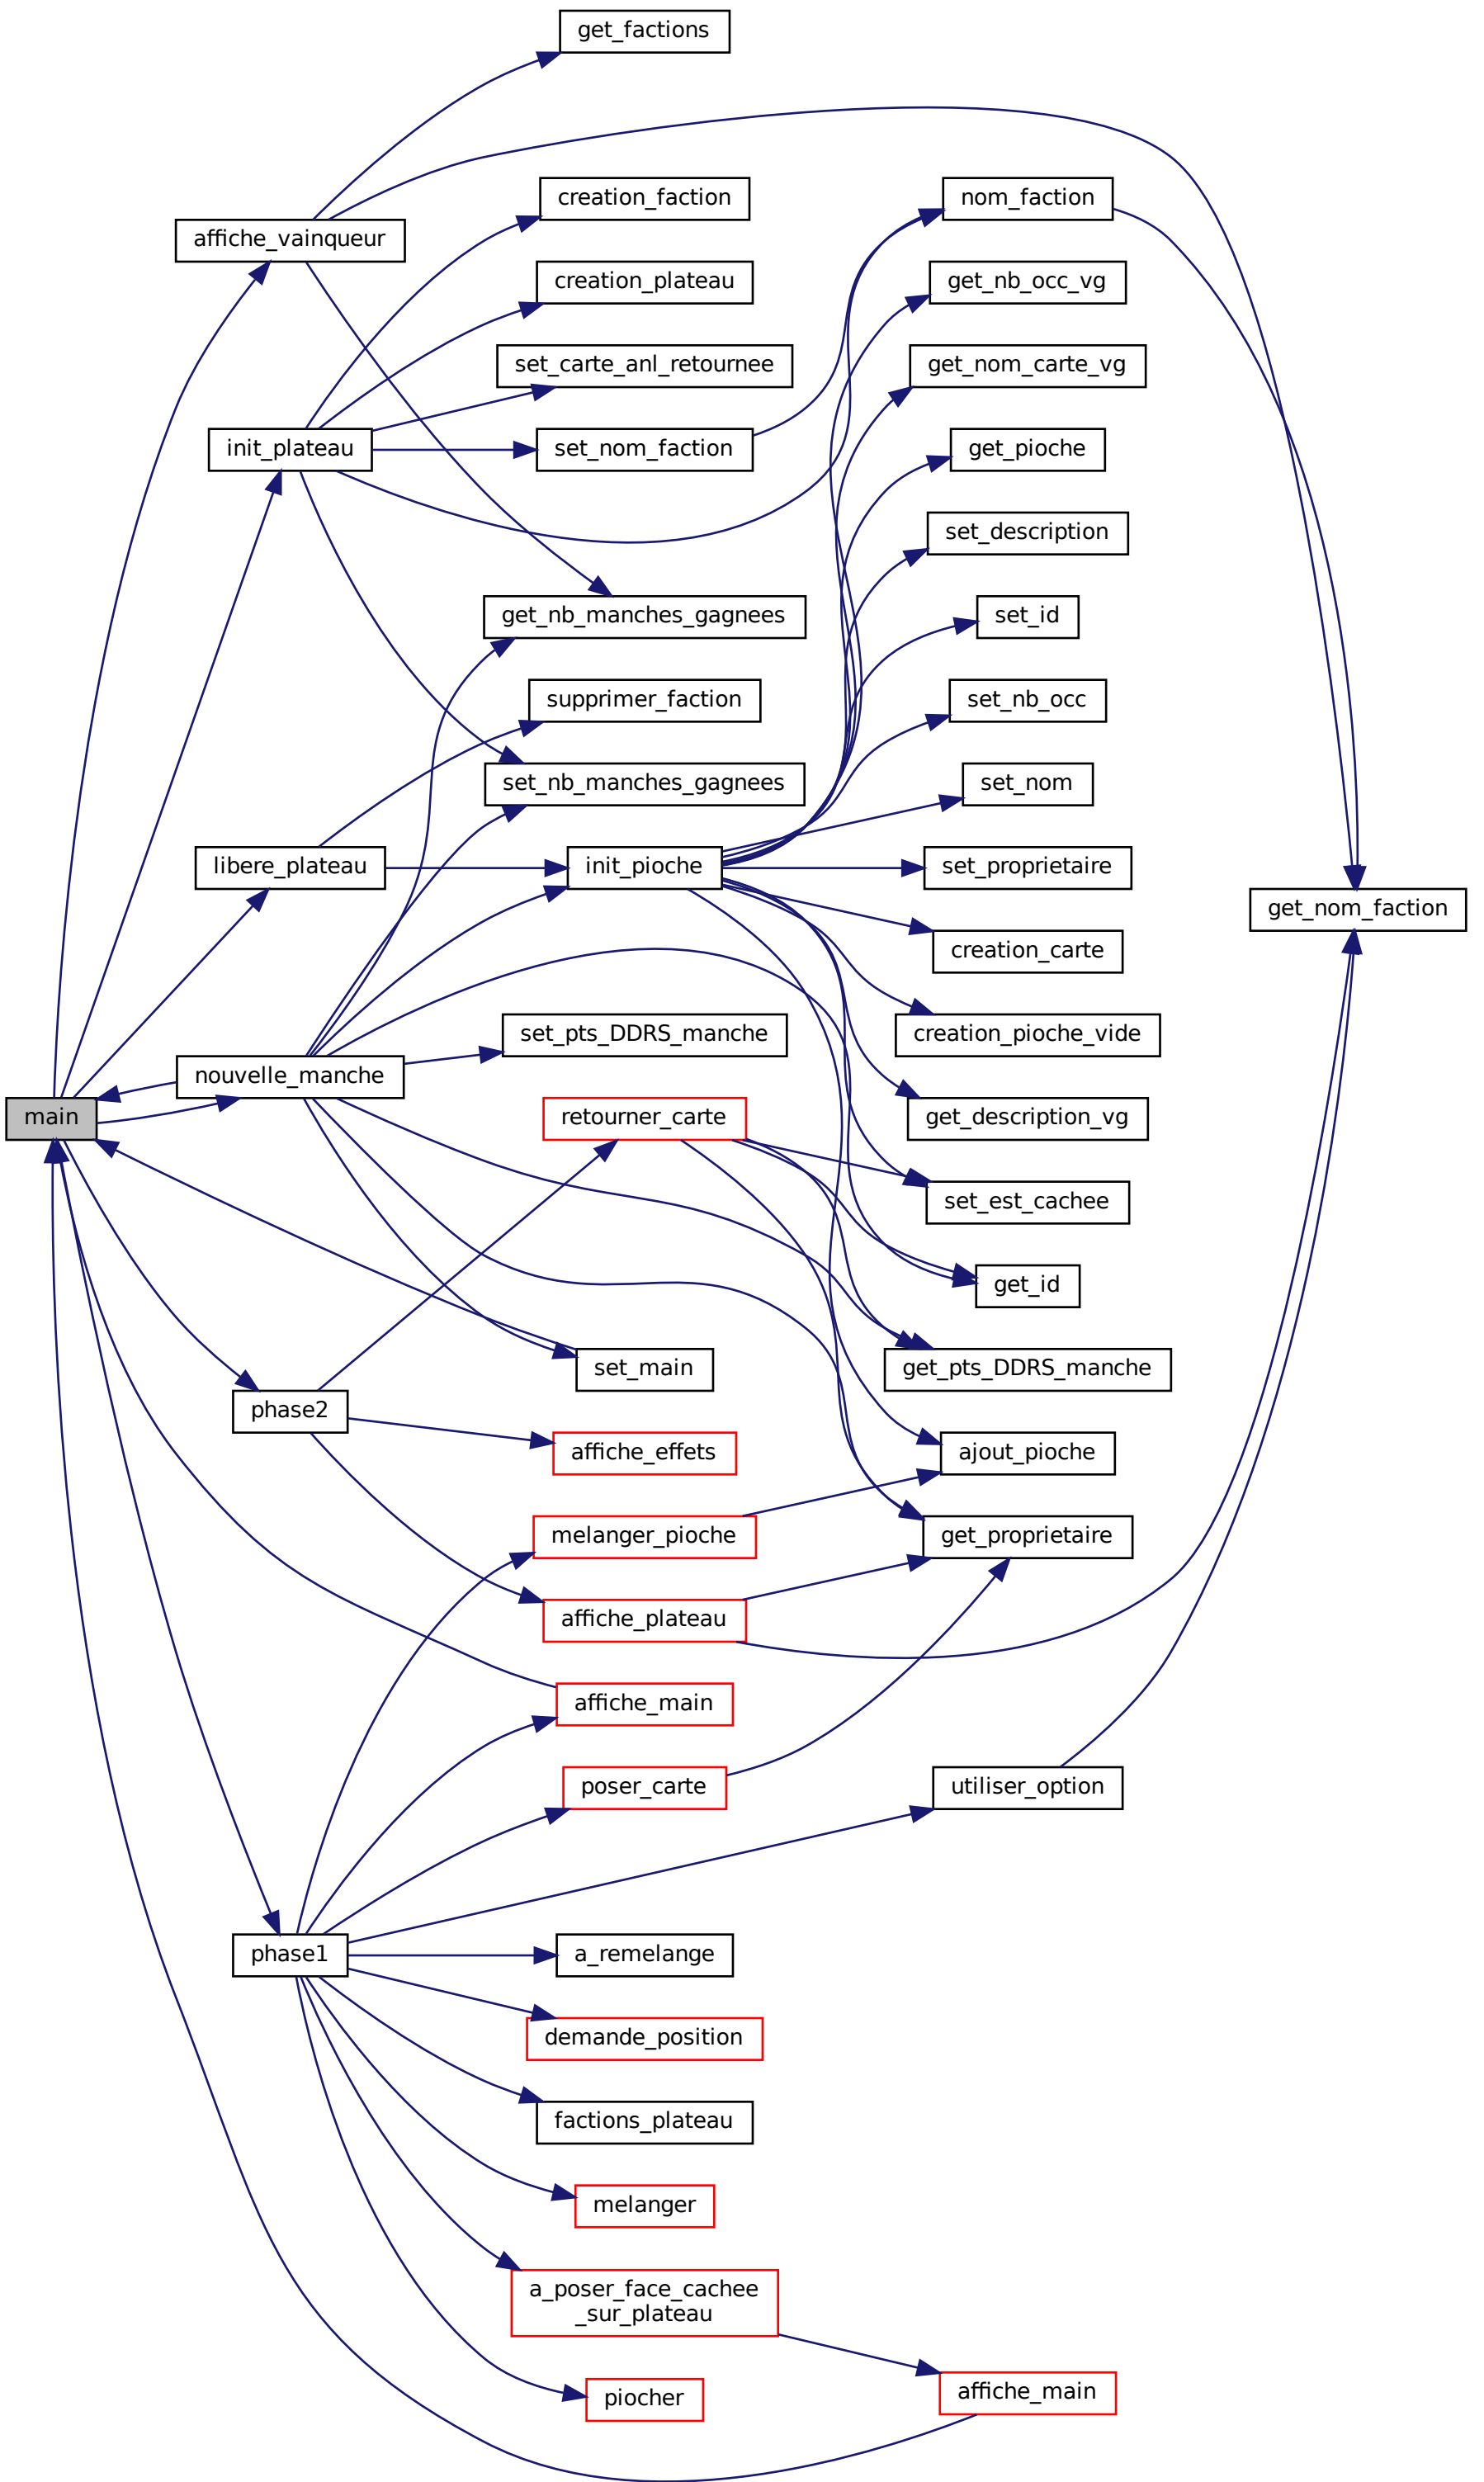 get_factions
nom_faction
creation_faction
affiche_vainqueur
get_nb_occ_vg
creation_plateau
get_nom_carte_vg
set_carte_anl_retournee
init_plateau
set_nom_faction
get_pioche
set_description
get_nb_manches_gagnees
set_id
supprimer_faction
set_nb_occ
set_nb_manches_gagnees
set_nom
libere_plateau
init_pioche
set_proprietaire
get_nom_faction
creation_carte
set_pts_DDRS_manche
creation_pioche_vide
nouvelle_manche
main
retourner_carte
get_description_vg
set_est_cachee
get_id
set_main
get_pts_DDRS_manche
phase2
affiche_effets
ajout_pioche
melanger_pioche
get_proprietaire
affiche_plateau
affiche_main
poser_carte
utiliser_option
phase1
a_remelange
demande_position
factions_plateau
melanger
a_poser_face_cachee
_sur_plateau
affiche_main
piocher